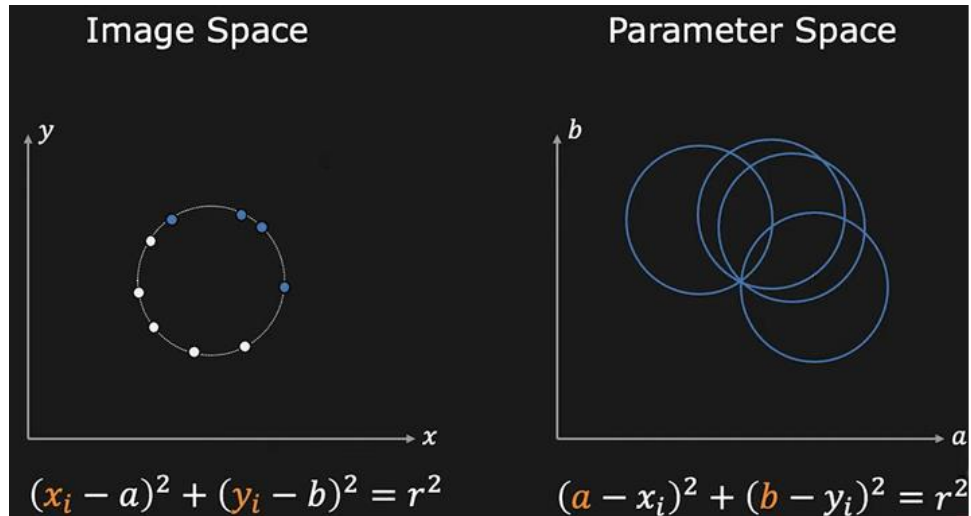 Image Space
Parameter Space
y
b
x
a
(xᵢ − a)² + (yᵢ − b)² = r²
(a − xᵢ)² + (b − yᵢ)² = r²